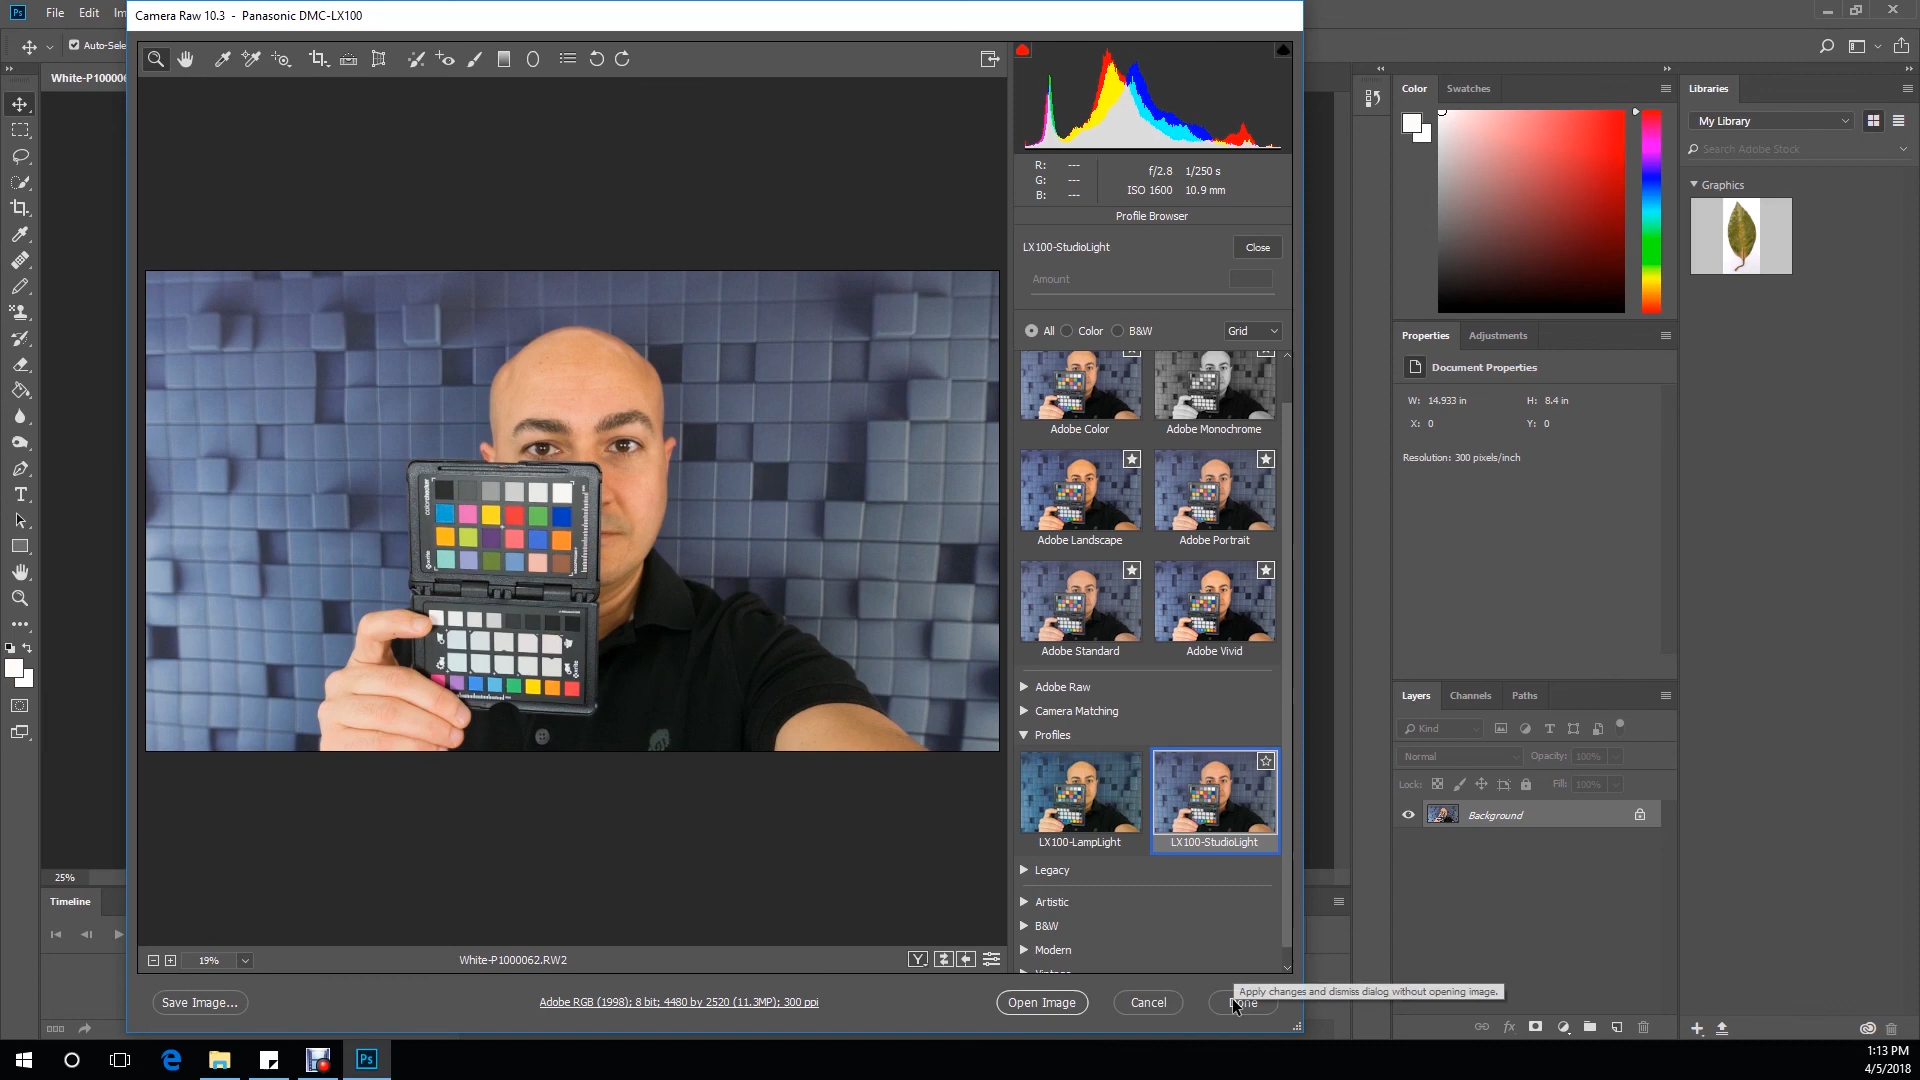 Camera Raw 10.3 - Panasonic DMC-LX100
Ps
File
Edit
Auto-Sele
White-P100006
R: ---
G: ---
B: ---
f/2.8
1/250 s
ISO 1600
10.9 mm
Profile Browser
LX100-StudioLight
Close
Amount
All
Color
B&W
Grid
Adobe Color
Adobe Monochrome
Adobe Landscape
Adobe Portrait
Adobe Standard
Adobe Vivid
Adobe Raw
Camera Matching
Profiles
LX100-LampLight
LX100-StudioLight
Legacy
Artistic
B&W
Modern
colorchecker
x-rite
25%
Timeline
19%
White-P1000062.RW2
Y
Save Image...
Adobe RGB (1998); 8 bit; 4480 by 2520 (11.3MP); 300 ppi
Open Image
Cancel
Apply changes and dismiss dialog without opening image.
Color
Swatches
Properties
Adjustments
Document Properties
W: 14.933 in
H: 8.4 in
X: 0
Y: 0
Resolution: 300 pixels/inch
Layers
Channels
Paths
Kind
Normal
Opacity: 100%
Lock:
Fill: 100%
Background
fx
Libraries
My Library
Search Adobe Stock
Graphics
Ps
1:13 PM
4/5/2018